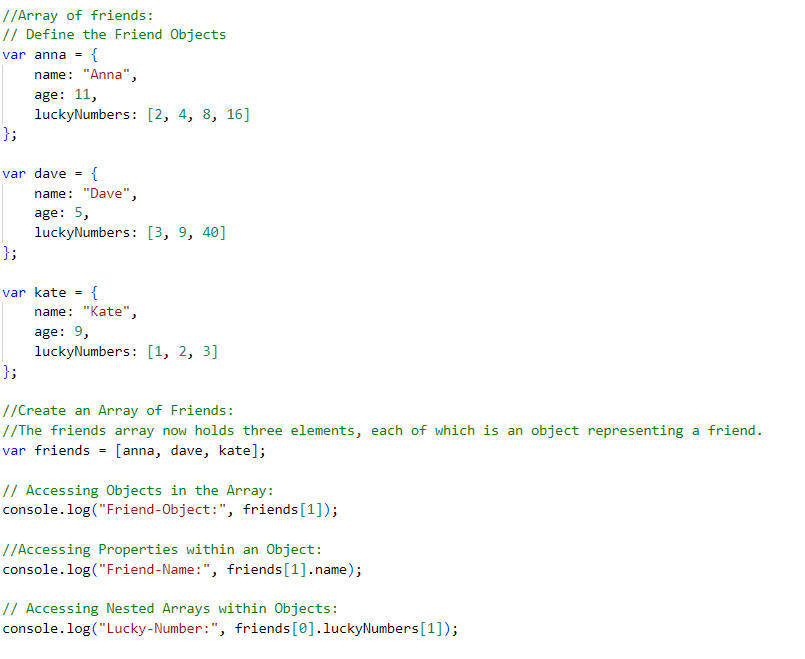 //Array of friends:
// Define the Friend Objects
var anna = {
    name: "Anna",
    age: 11,
    luckyNumbers: [2, 4, 8, 16]
};

var dave = {
    name: "Dave",
    age: 5,
    luckyNumbers: [3, 9, 40]
};

var kate = {
    name: "Kate",
    age: 9,
    luckyNumbers: [1, 2, 3]
};

//Create an Array of Friends:
//The friends array now holds three elements, each of which is an object representing a friend.
var friends = [anna, dave, kate];

// Accessing Objects in the Array:
console.log("Friend-Object:", friends[1]);

//Accessing Properties within an Object:
console.log("Friend-Name:", friends[1].name);

// Accessing Nested Arrays within Objects:
console.log("Lucky-Number:", friends[0].luckyNumbers[1]);